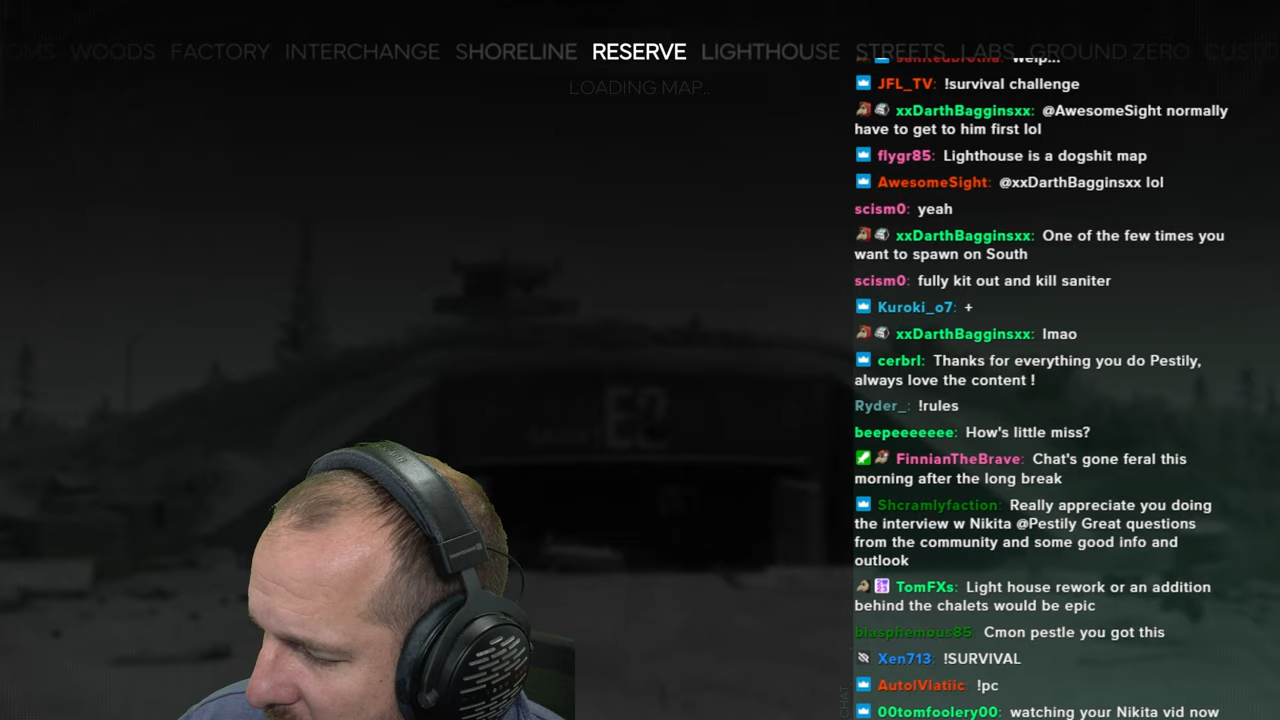 OMS WOODS FACTORY INTERCHANGE SHORELINE RESERVE LIGHTHOUSE STREETS LABS GROUND ZERO CUSTO
LOADING MAP..
welp...
JFL_TV: !survival challenge
xxDarthBagginsxx: @AwesomeSight normally
have to get to him first lol
flygr85: Lighthouse is a dogshit map
AwesomeSight: @xxDarthBagginsxx lol
scism0: yeah
xxDarthBagginsxx: One of the few times you
want to spawn on South
scism0: fully kit out and kill saniter
Kuroki_o7: +
xxDarthBagginsxx: lmao
cerbrl: Thanks for everything you do Pestily,
always love the content !
Ryder_: !rules
beepeeeeeee: How's little miss?
FinnianTheBrave: Chat's gone feral this
morning after the long break
Shcramlyfaction: Really appreciate you doing
the interview w Nikita @Pestily Great questions
from the community and some good info and
outlook
TomFXs: Light house rework or an addition
behind the chalets would be epic
blasphemous85: Cmon pestle you got this
Xen713: !SURVIVAL
AutolVlatiic: !pc
00tomfoolery00: watching your Nikita vid now
CHAT